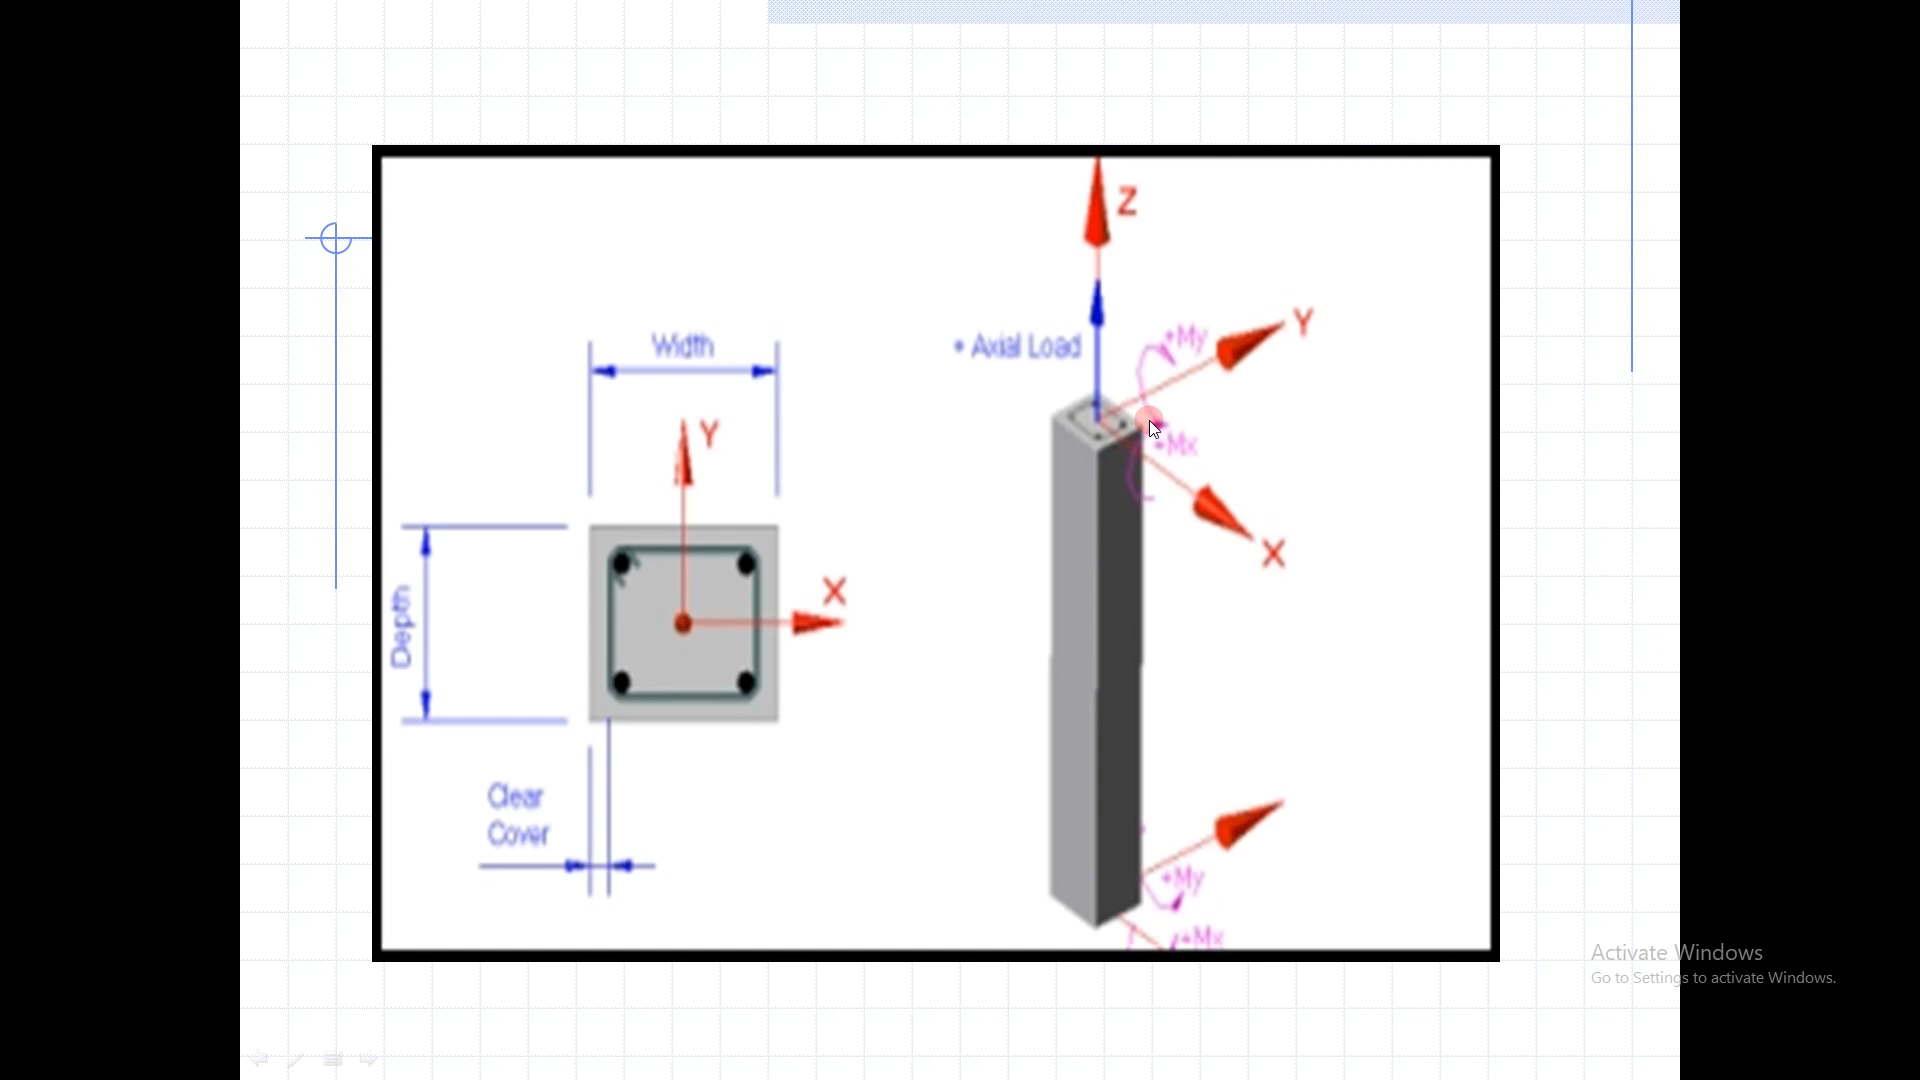 Z
Y
+My
Width
+ Axial Load
Y
+Mx
X
X
Depth
Clear
Cover
+My
+Mx
Activate Windows
Go to Settings to activate Windows.